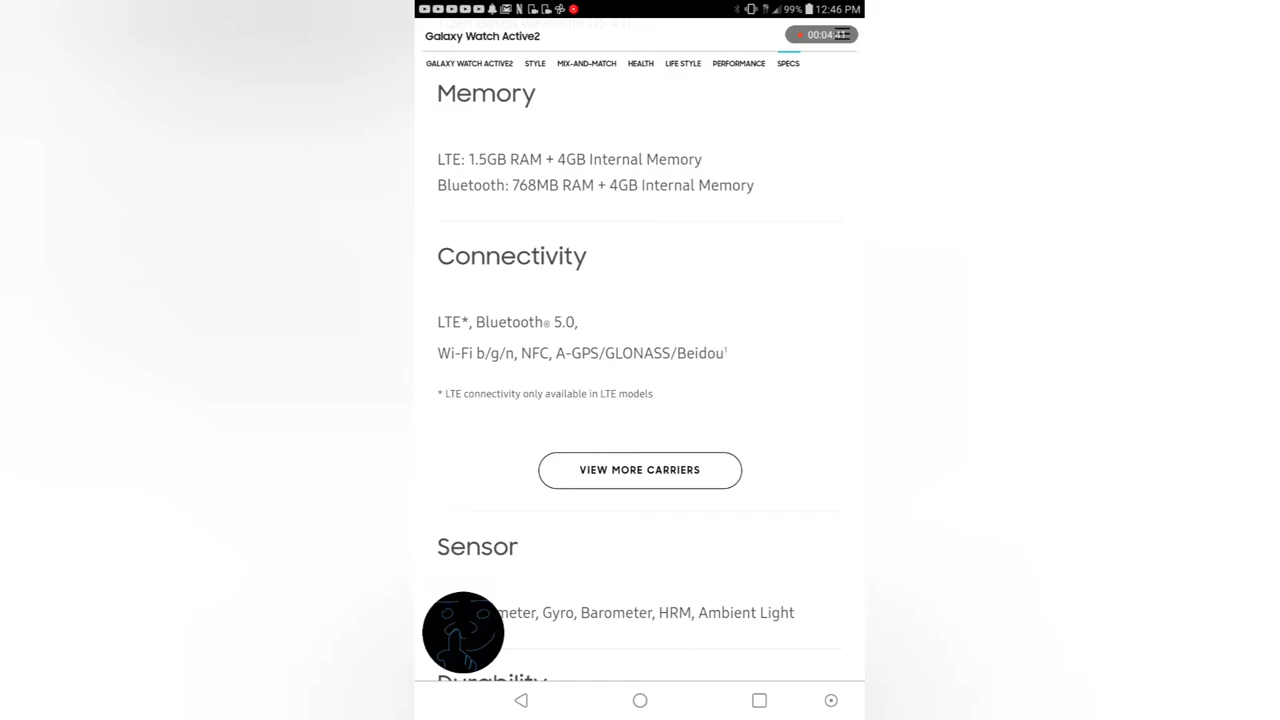 99% 12:46 PM
Galaxy Watch Active2
00:04:41
GALAXY WATCH ACTIVE2 STYLE MIX-AND-MATCH HEALTH LIFE STYLE PERFORMANCE SPECS
Memory
LTE: 1.5GB RAM + 4GB Internal Memory
Bluetooth: 768MB RAM + 4GB Internal Memory
Connectivity
LTE*, Bluetooth® 5.0,
Wi-Fi b/g/n, NFC, A-GPS/GLONASS/Beidou¹
* LTE connectivity only available in LTE models
VIEW MORE CARRIERS
Sensor
meter, Gyro, Barometer, HRM, Ambient Light
Durability